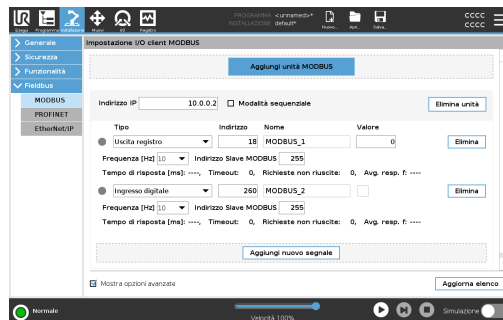 PROGRAMMA <unnamed>*
INSTALLAZIONE default*
Esegui Programma Installazione Muovi I/O Registro Nuovo... Apri... Salva...
cccc
cccc
Generale
Sicurezza
Funzionalità
Fieldbus
MODBUS
PROFINET
EtherNet/IP
Impostazione I/O client MODBUS
Aggiungi unità MODBUS
Indirizzo IP 10.0.0.2 Modalità sequenziale Elimina unità
Tipo Indirizzo Nome Valore
Uscita registro 18 MODBUS_1 0 Elimina
Frequenza [Hz] 10 Indirizzo Slave MODBUS 255
Tempo di risposta [ms]: ----, Timeout: 0, Richieste non riuscite: 0, Avg. resp. f: ----
Ingresso digitale 260 MODBUS_2 Elimina
Frequenza [Hz] 10 Indirizzo Slave MODBUS 255
Tempo di risposta [ms]: ----, Timeout: 0, Richieste non riuscite: 0, Avg. resp. f: ----
Aggiungi nuovo segnale
Mostra opzioni avanzate Aggiorna elenco
Normale
Velocità 100%
Simulazione